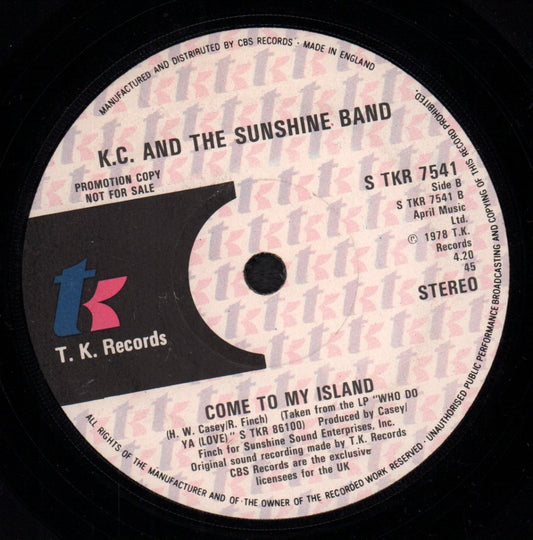 MANUFACTURED AND DISTRIBUTED BY CBS RECORDS · MADE IN ENGLAND
K.C. AND THE SUNSHINE BAND
PROMOTION COPY
NOT FOR SALE
S TKR 7541
Side B
S TKR 7541 B
April Music
Ltd.
℗ 1978 T.K.
Records
4.20
45
STEREO
tk
T. K. Records
COME TO MY ISLAND
(H. W. Casey/R. Finch) (Taken from the LP "WHO DO
YA (LOVE)," S TKR 86100) Produced by Casey/
Finch for Sunshine Sound Enterprises, Inc.
Original sound recording made by T.K. Records
CBS Records are the exclusive
licensees for the UK
ALL RIGHTS OF THE MANUFACTURER AND OF THE OWNER OF THE RECORDED WORK RESERVED · UNAUTHORISED PUBLIC PERFORMANCE BROADCASTING AND COPYING OF THIS RECORD PROHIBITED.